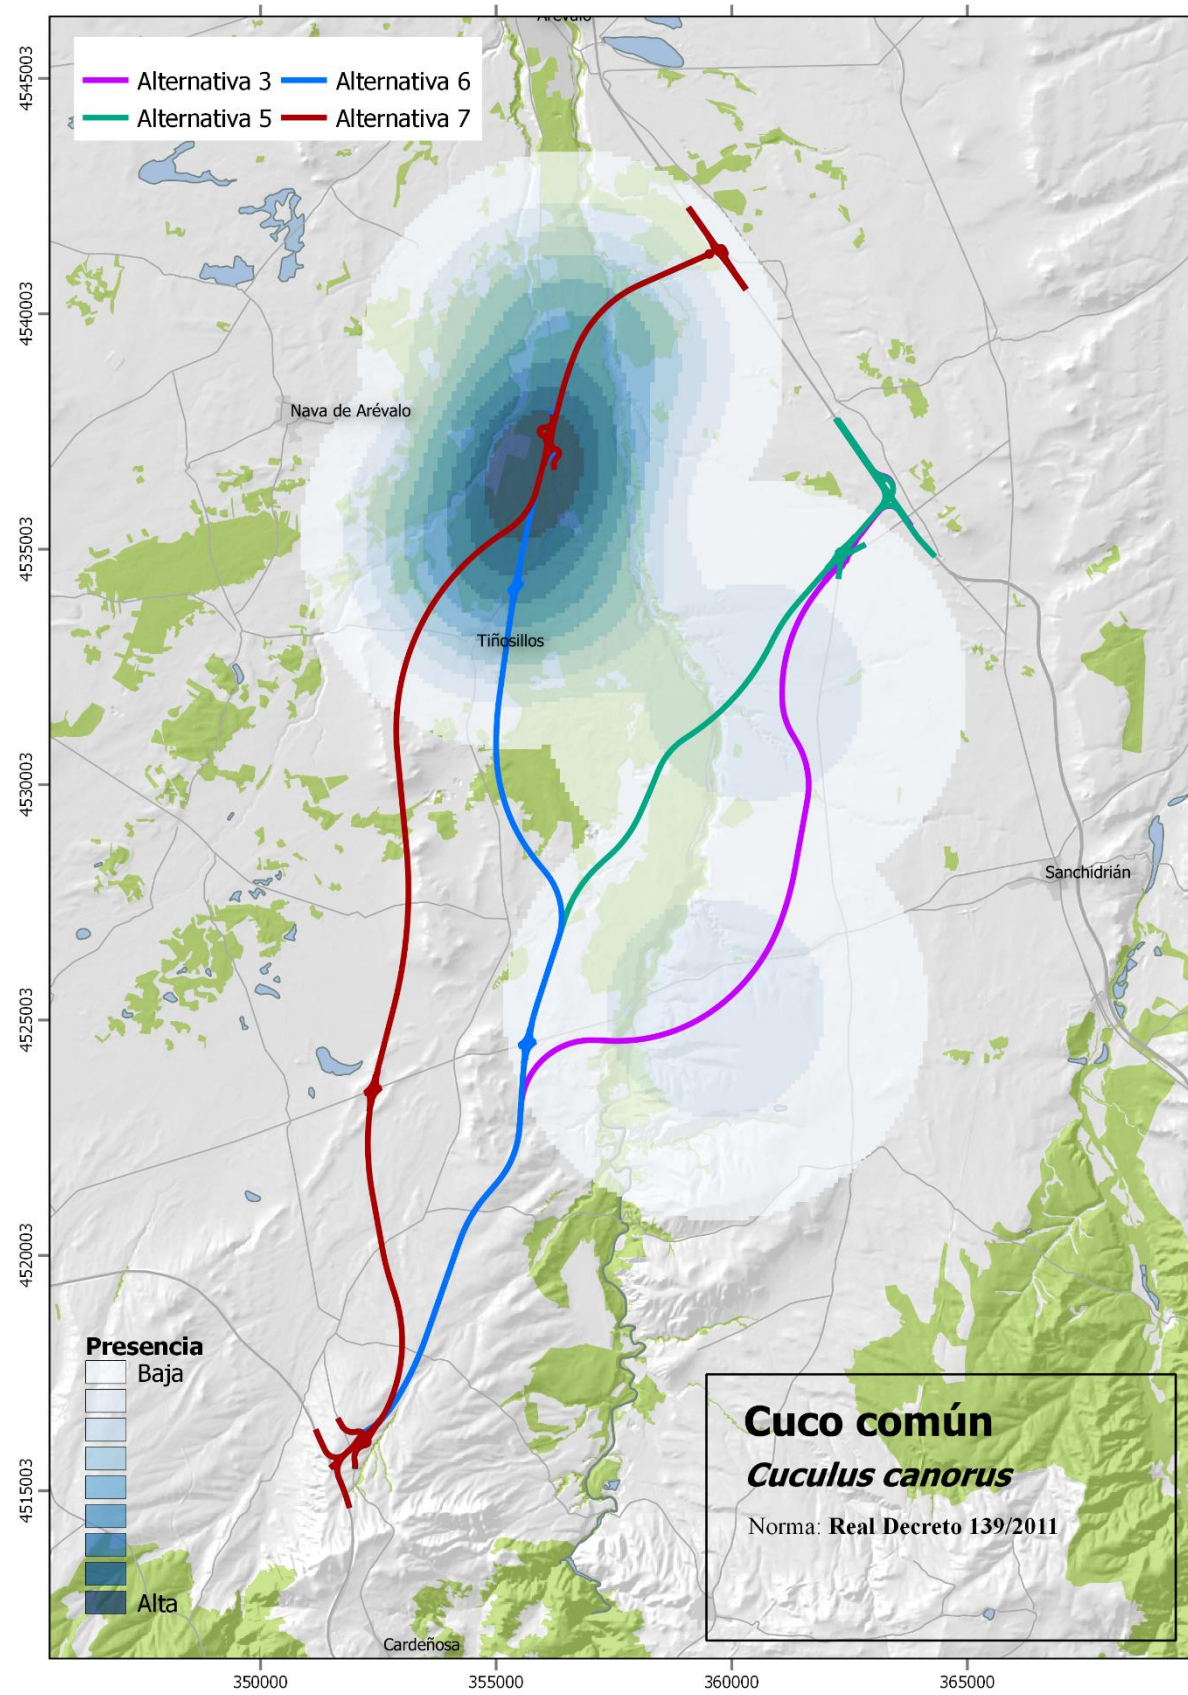 Arévalo
Alternativa 3
Alternativa 6
Alternativa 5
Alternativa 7
4545003
4540003
4535003
4530003
4525003
4520003
4515003
Nava de Arévalo
Tiñosillos
Sanchidrián
Presencia
Baja
Alta
Cuco común
Cuculus canorus
Norma: Real Decreto 139/2011
Cardeñosa
350000
355000
360000
365000